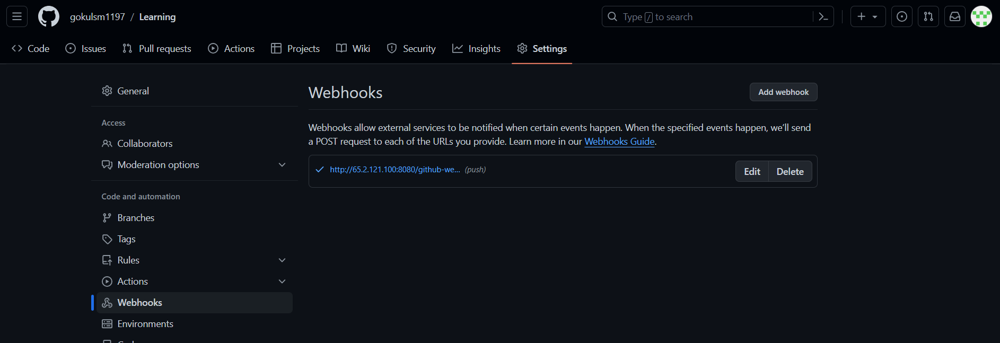 gokulsm1197 / Learning
Type / to search
Code Issues Pull requests Actions Projects Wiki Security Insights Settings
General
Access
Collaborators
Moderation options
Code and automation
Branches
Tags
Rules
Actions
Webhooks
Environments
Webhooks
Add webhook
Webhooks allow external services to be notified when certain events happen. When the specified events happen, we’ll send
a POST request to each of the URLs you provide. Learn more in our Webhooks Guide.
http://65.2.121.100:8080/github-we... (push)
Edit Delete